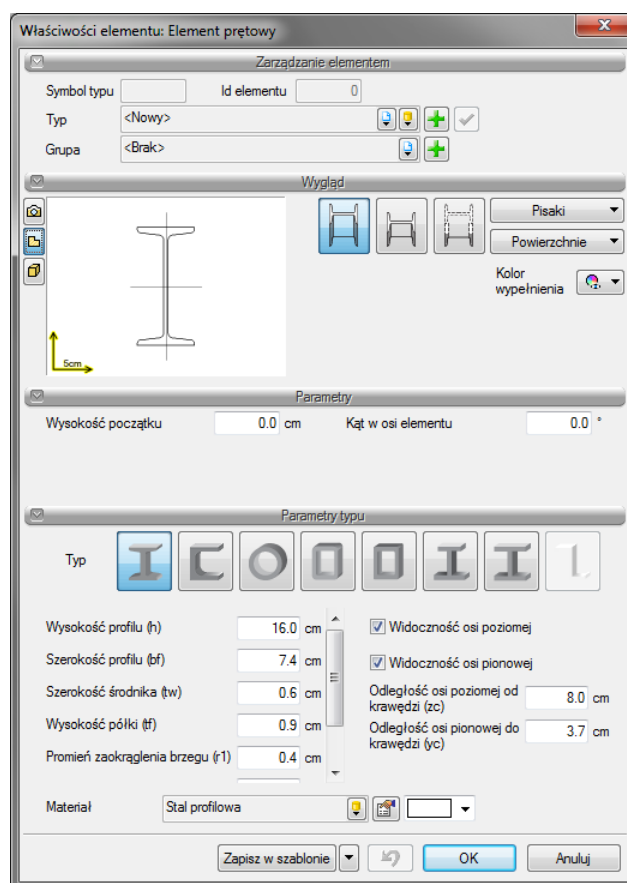 Właściwości elementu: Element prętowy
Zarządzanie elementem
Symbol typu Id elementu 0
Typ <Nowy>
Grupa <Brak>
Wygląd
Pisaki
Powierzchnie
Kolor
wypełnienia
5cm
Parametry
Wysokość początku 0.0 cm Kąt w osi elementu 0.0 °
Parametry typu
Typ
Wysokość profilu (h) 16.0 cm Widoczność osi poziomej
Szerokość profilu (bf) 7.4 cm Widoczność osi pionowej
Szerokość środnika (tw) 0.6 cm Odległość osi poziomej od
krawędzi (zc) 8.0 cm
Wysokość półki (tf) 0.9 cm Odległość osi pionowej do
krawędzi (yc) 3.7 cm
Promień zaokrąglenia brzegu (r1) 0.4 cm
Materiał Stal profilowa
Zapisz w szablonie OK Anuluj